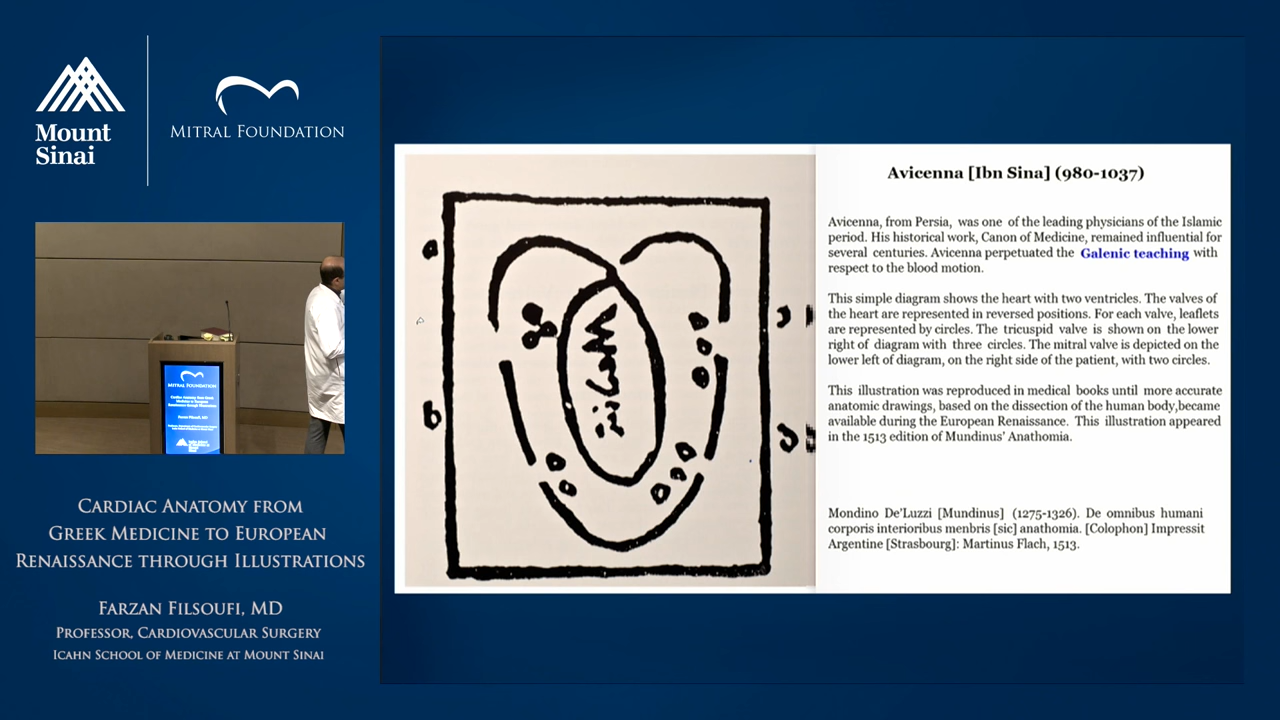 Mount
Sinai
MITRAL FOUNDATION
MITRAL FOUNDATION
CARDIAC ANATOMY FROM
GREEK MEDICINE TO EUROPEAN
RENAISSANCE THROUGH ILLUSTRATIONS
FARZAN FILSOUFI, MD
PROFESSOR, CARDIOVASCULAR SURGERY
ICAHN SCHOOL OF MEDICINE AT MOUNT SINAI
Avicenna [Ibn Sina] (980-1037)
Avicenna, from Persia, was one of the leading physicians of the Islamic
period. His historical work, Canon of Medicine, remained influential for
several centuries. Avicenna perpetuated the Galenic teaching with
respect to the blood motion.
This simple diagram shows the heart with two ventricles. The valves of
the heart are represented in reversed positions. For each valve, leaflets
are represented by circles. The tricuspid valve is shown on the lower
right of diagram with three circles. The mitral valve is depicted on the
lower left of diagram, on the right side of the patient, with two circles.
This illustration was reproduced in medical books until more accurate
anatomic drawings, based on the dissection of the human body,became
available during the European Renaissance. This illustration appeared
in the 1513 edition of Mundinus' Anathomia.
Mondino De'Luzzi [Mundinus] (1275-1326). De omnibus humani
corporis interioribus menbris [sic] anathomia. [Colophon] Impressit
Argentine [Strasbourg]: Martinus Flach, 1513.